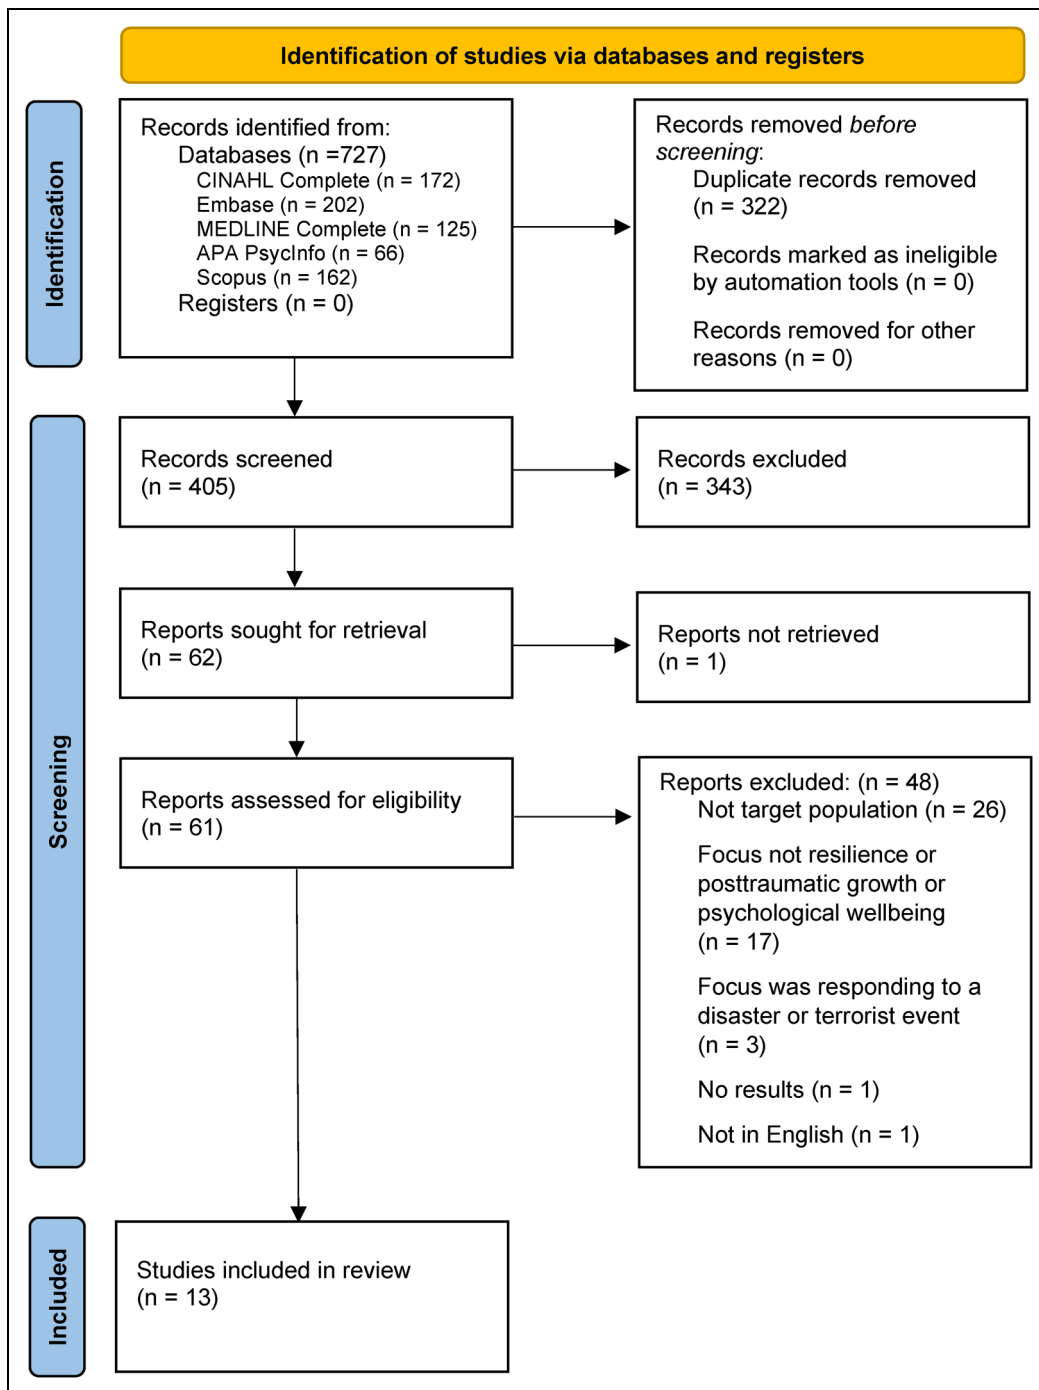 Identification of studies via databases and registers
Identification
Records identified from:
Databases (n =727)
CINAHL Complete (n = 172)
Embase (n = 202)
MEDLINE Complete (n = 125)
APA PsycInfo (n = 66)
Scopus (n = 162)
Registers (n = 0)
Records removed before
screening:
Duplicate records removed
(n = 322)
Records marked as ineligible
by automation tools (n = 0)
Records removed for other
reasons (n = 0)
Screening
Records screened
(n = 405)
Records excluded
(n = 343)
Reports sought for retrieval
(n = 62)
Reports not retrieved
(n = 1)
Reports assessed for eligibility
(n = 61)
Reports excluded: (n = 48)
Not target population (n = 26)
Focus not resilience or
posttraumatic growth or
psychological wellbeing
(n = 17)
Focus was responding to a
disaster or terrorist event
(n = 3)
No results (n = 1)
Not in English (n = 1)
Included
Studies included in review
(n = 13)